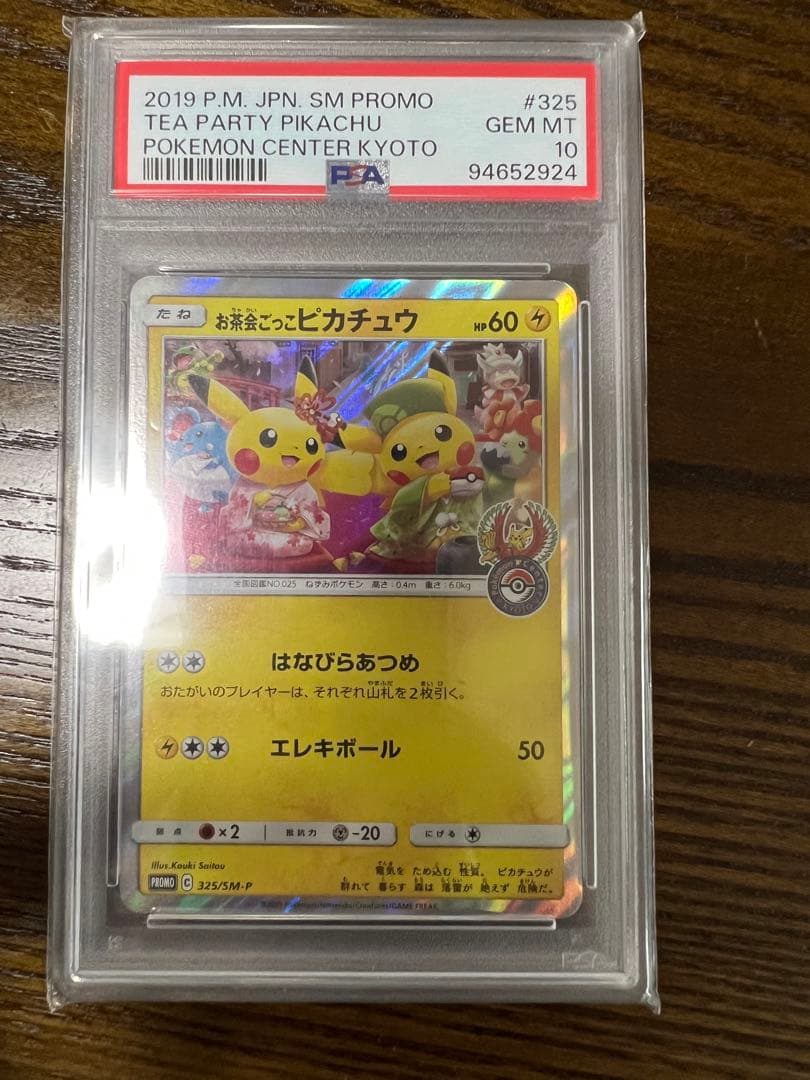 2019 P.M. JPN. SM PROMO #325
TEA PARTY PIKACHU GEM MT
POKEMON CENTER KYOTO 10
PSA 94652924
たね お茶会ごっこピカチュウ HP 60
全国図鑑NO.025 ねずみポケモン 高さ:0.4m 重さ:6.0kg
Pokémon Center
KYOTO
はなびらあつめ
おたがいのプレイヤーは、それぞれ山札を2枚引く。
エレキボール 50
弱点 ×2 抵抗力 -20 にげる
Illus.Kouki Saitou
電気を ため込む 性質。 ピカチュウが
群れて 暮らす 森は 落雷が 絶えず 危険だ。
PROMO C 325/SM-P
GAME FREAK